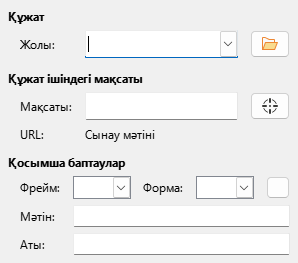 Құжат
Жолы:
Құжат ішіндегі мақсаты
Мақсаты:
URL: Сынау мәтіні
Қосымша баптаулар
Фрейм: Форма:
Мәтін:
Аты: